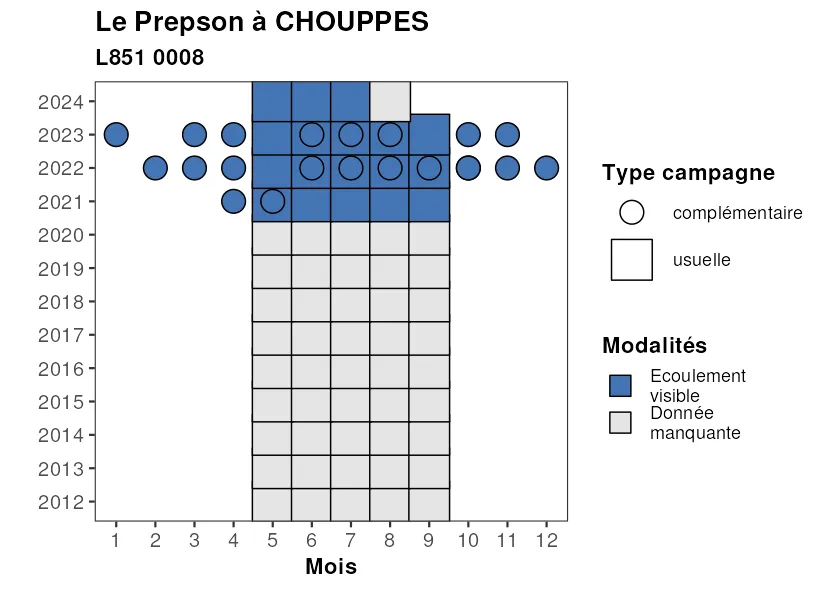 Le Prepson à CHOUPPES
L851 0008
2024
2023
2022
2021
2020
2019
2018
2017
2016
2015
2014
2013
2012
1 2 3 4 5 6 7 8 9 10 11 12
Mois
Type campagne
complémentaire
usuelle
Modalités
Ecoulement
visible
Donnée
manquante